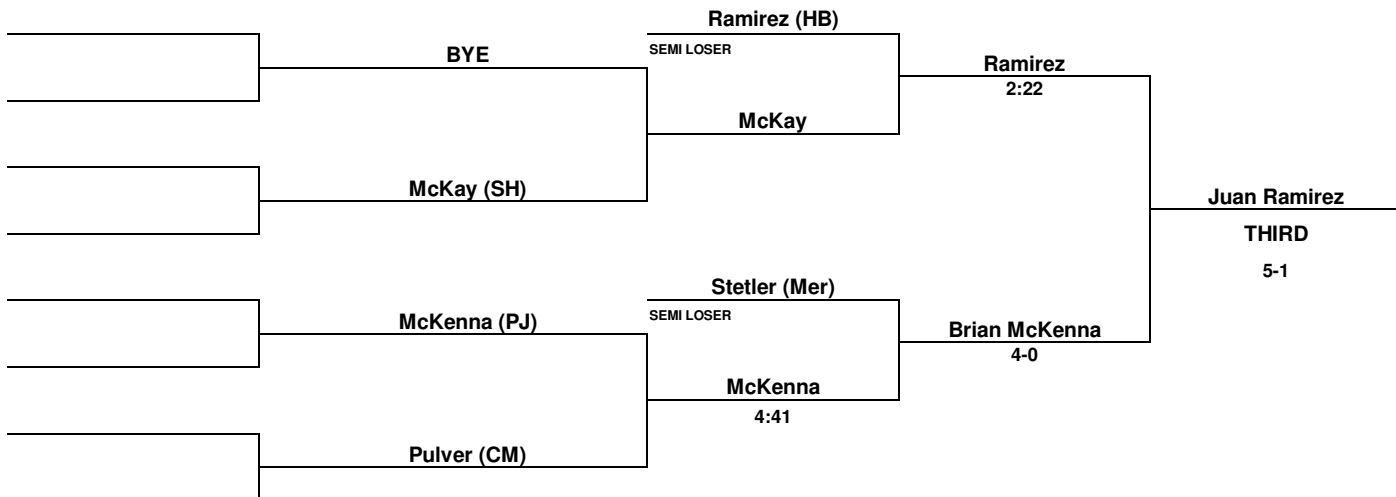 Ramirez (HB)
SEMI LOSER
BYE
Ramirez
2:22
McKay
McKay (SH)
Juan Ramirez
THIRD
5-1
Stetler (Mer)
SEMI LOSER
McKenna (PJ)
Brian McKenna
4-0
McKenna
4:41
Pulver (CM)